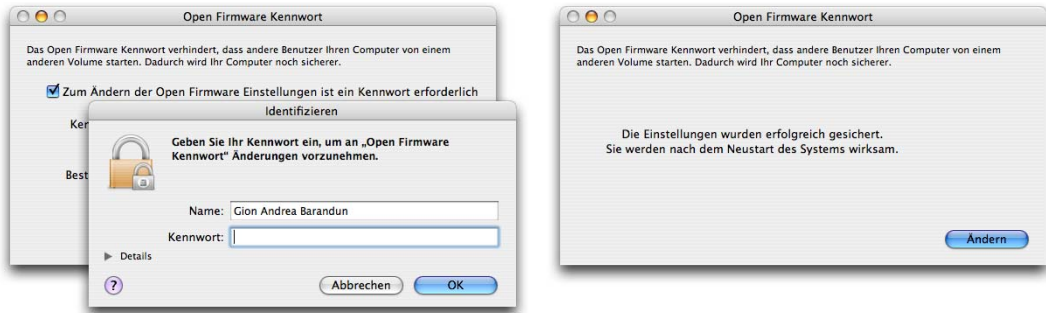 Open Firmware Kennwort
Das Open Firmware Kennwort verhindert, dass andere Benutzer Ihren Computer von einem
anderen Volume starten. Dadurch wird Ihr Computer noch sicherer.
Zum Ändern der Open Firmware Einstellungen ist ein Kennwort erforderlich
Ken
Best
Identifizieren
Geben Sie Ihr Kennwort ein, um an „Open Firmware
Kennwort“ Änderungen vorzunehmen.
Name: Gion Andrea Barandun
Kennwort:
Details
?
Abbrechen
OK
Open Firmware Kennwort
Das Open Firmware Kennwort verhindert, dass andere Benutzer Ihren Computer von einem
anderen Volume starten. Dadurch wird Ihr Computer noch sicherer.
Die Einstellungen wurden erfolgreich gesichert.
Sie werden nach dem Neustart des Systems wirksam.
Ändern